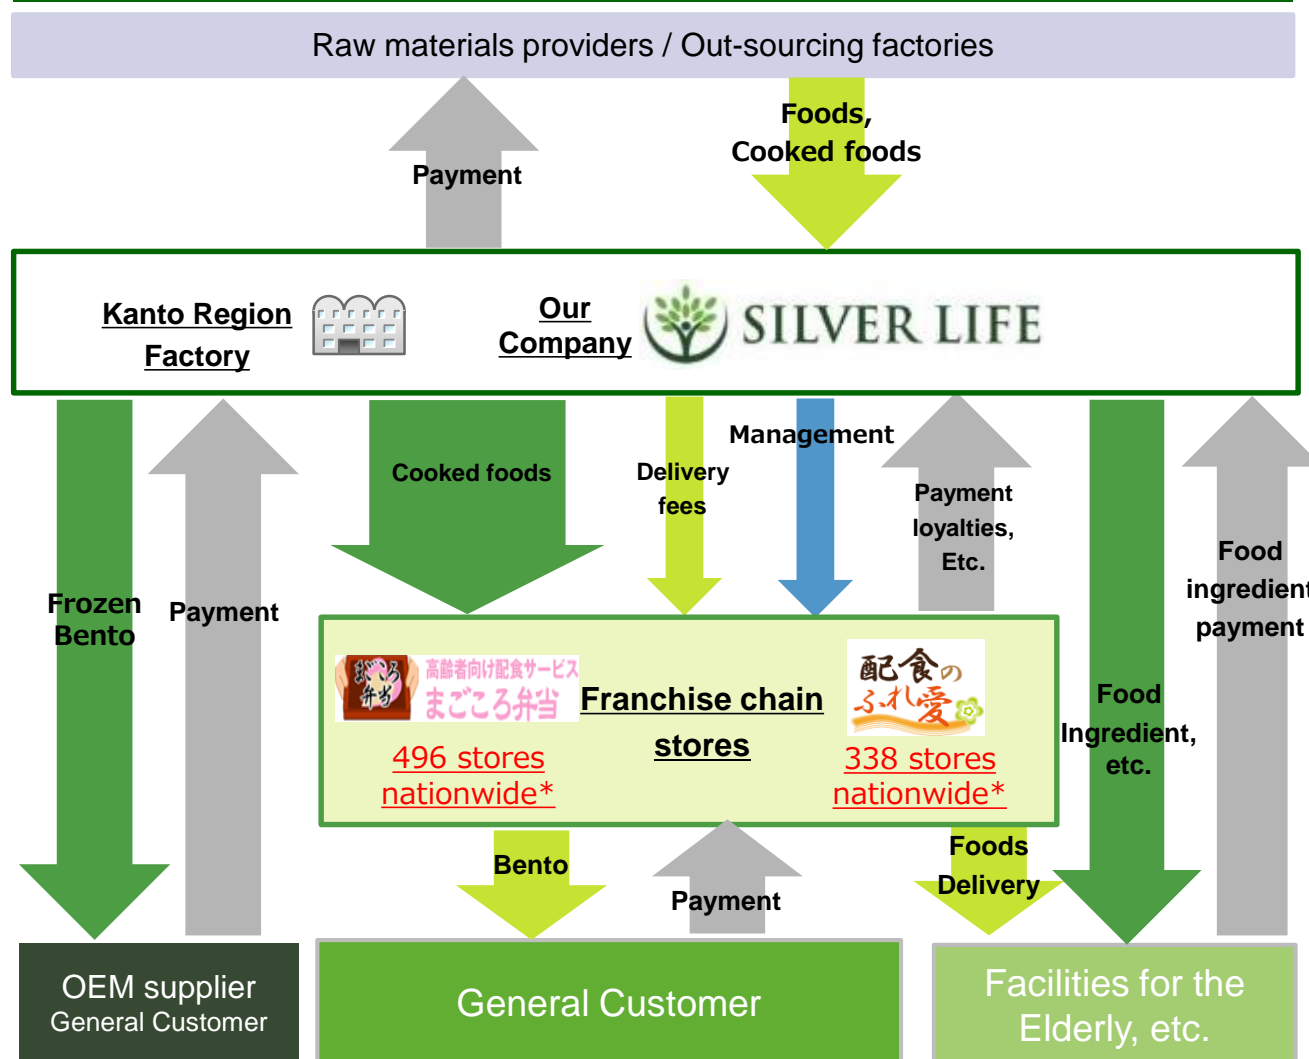 Raw materials providers / Out-sourcing factories
Payment
Foods,
Cooked foods
Kanto Region
Factory
Our
Company
SILVER LIFE
Frozen
Bento
Payment
Cooked foods
Delivery
fees
Management
Payment
loyalties,
Etc.
Food
Ingredient,
etc.
Food
ingredient
payment
まごころ
弁当
高齢者向け配食サービス
まごころ弁当
496 stores
nationwide*
Franchise chain
stores
配食の
ふれ愛
338 stores
nationwide*
Bento
Payment
Foods
Delivery
OEM supplier
General Customer
General Customer
Facilities for the
Elderly, etc.